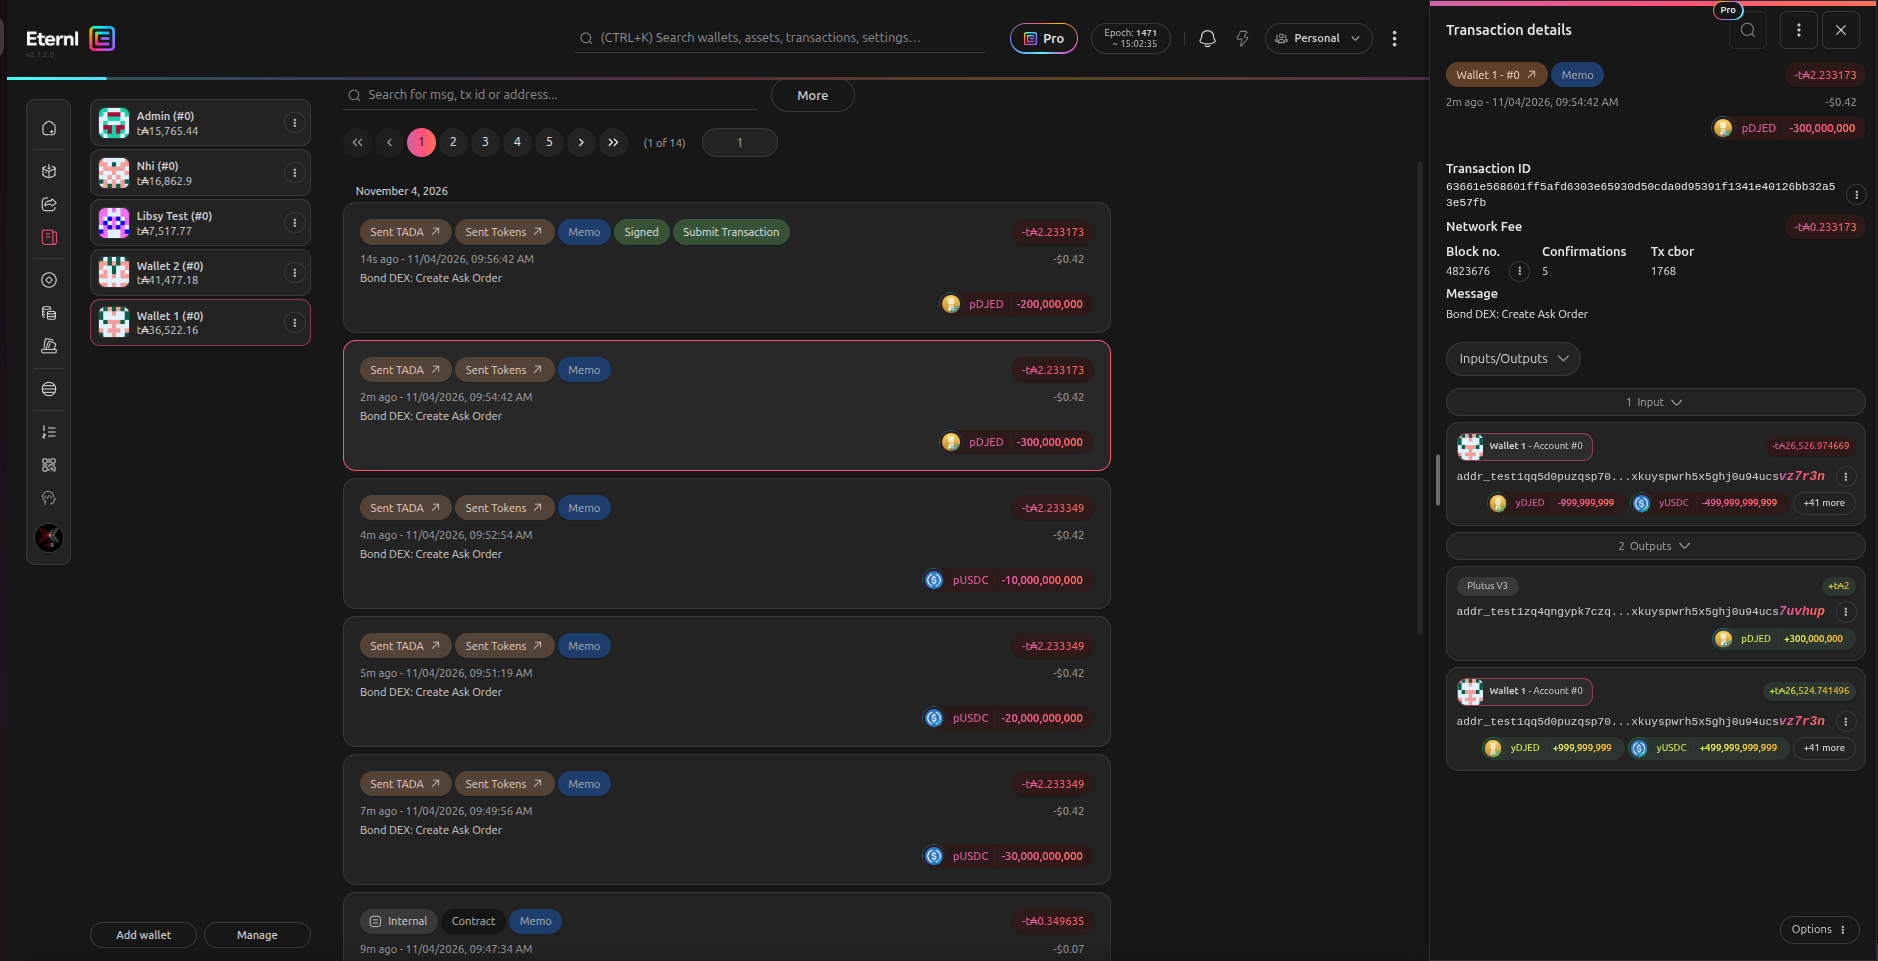 Eternl
v2.1.2.0
(CTRL+K) Search wallets, assets, transactions, settings...
Pro
Epoch: 1471
~ 15:02:35
Personal
Admin (#0)
t₳15,765.44
Nhi (#0)
t₳16,862.9
Libsy Test (#0)
t₳7,517.77
Wallet 2 (#0)
t₳41,477.18
Wallet 1 (#0)
t₳36,522.16
Add wallet
Manage
Search for msg, tx id or address...
More
1 2 3 4 5 (1 of 14) 1
November 4, 2026
Sent TADA Sent Tokens Memo Signed Submit Transaction -t₳2.233173
14s ago - 11/04/2026, 09:56:42 AM -$0.42
Bond DEX: Create Ask Order
pDJED -200,000,000
Sent TADA Sent Tokens Memo -t₳2.233173
2m ago - 11/04/2026, 09:54:42 AM -$0.42
Bond DEX: Create Ask Order
pDJED -300,000,000
Sent TADA Sent Tokens Memo -t₳2.233349
4m ago - 11/04/2026, 09:52:54 AM -$0.42
Bond DEX: Create Ask Order
pUSDC -10,000,000,000
Sent TADA Sent Tokens Memo -t₳2.233349
5m ago - 11/04/2026, 09:51:19 AM -$0.42
Bond DEX: Create Ask Order
pUSDC -20,000,000,000
Sent TADA Sent Tokens Memo -t₳2.233349
7m ago - 11/04/2026, 09:49:56 AM -$0.42
Bond DEX: Create Ask Order
pUSDC -30,000,000,000
Internal Contract Memo -t₳0.349635
9m ago - 11/04/2026, 09:47:34 AM -$0.07
Pro
Transaction details
Wallet 1 - #0 Memo -t₳2.233173
2m ago - 11/04/2026, 09:54:42 AM -$0.42
pDJED -300,000,000
Transaction ID
63661e568601ff5afd6303e65930d50cda0d95391f1341e40126bb32a5
3e57fb
Network Fee -t₳0.233173
Block no. Confirmations Tx cbor
4823676 5 1768
Message
Bond DEX: Create Ask Order
Inputs/Outputs
1 Input
Wallet 1 - Account #0 -t₳26,526.974669
addr_test1qq5d0puzqsp70...xkuyspwrh5x5ghj0u94ucsvz7r3n
yDJED -999,999,999 yUSDC -499,999,999,999 +41 more
2 Outputs
Plutus V3 +t₳2
addr_test1zq4qngypk7czq...xkuyspwrh5x5ghj0u94ucs7uvhup
pDJED +300,000,000
Wallet 1 - Account #0 +t₳26,524.741496
addr_test1qq5d0puzqsp70...xkuyspwrh5x5ghj0u94ucsvz7r3n
yDJED +999,999,999 yUSDC +499,999,999,999 +41 more
Options